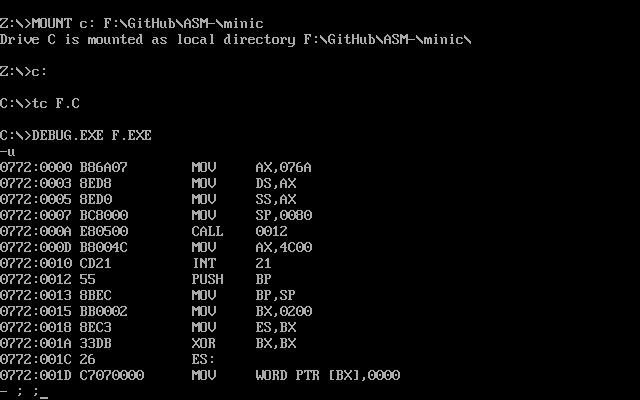 Z:\>MOUNT c: F:\GitHub\ASM-\minic
Drive C is mounted as local directory F:\GitHub\ASM-\minic\
Z:\>c:
C:\>tc F.C
C:\>DEBUG.EXE F.EXE
-u
0772:0000 B86A07 MOV AX,076A
0772:0003 8ED8 MOV DS,AX
0772:0005 8ED0 MOV SS,AX
0772:0007 BC8000 MOV SP,0080
0772:000A E80500 CALL 0012
0772:000D B8004C MOV AX,4C00
0772:0010 CD21 INT 21
0772:0012 55 PUSH BP
0772:0013 8BEC MOV BP,SP
0772:0015 BB0002 MOV BX,0200
0772:0018 8EC3 MOV ES,BX
0772:001A 33DB XOR BX,BX
0772:001C 26 ES:
0772:001D C7070000 MOV WORD PTR [BX],0000
- ; ;_